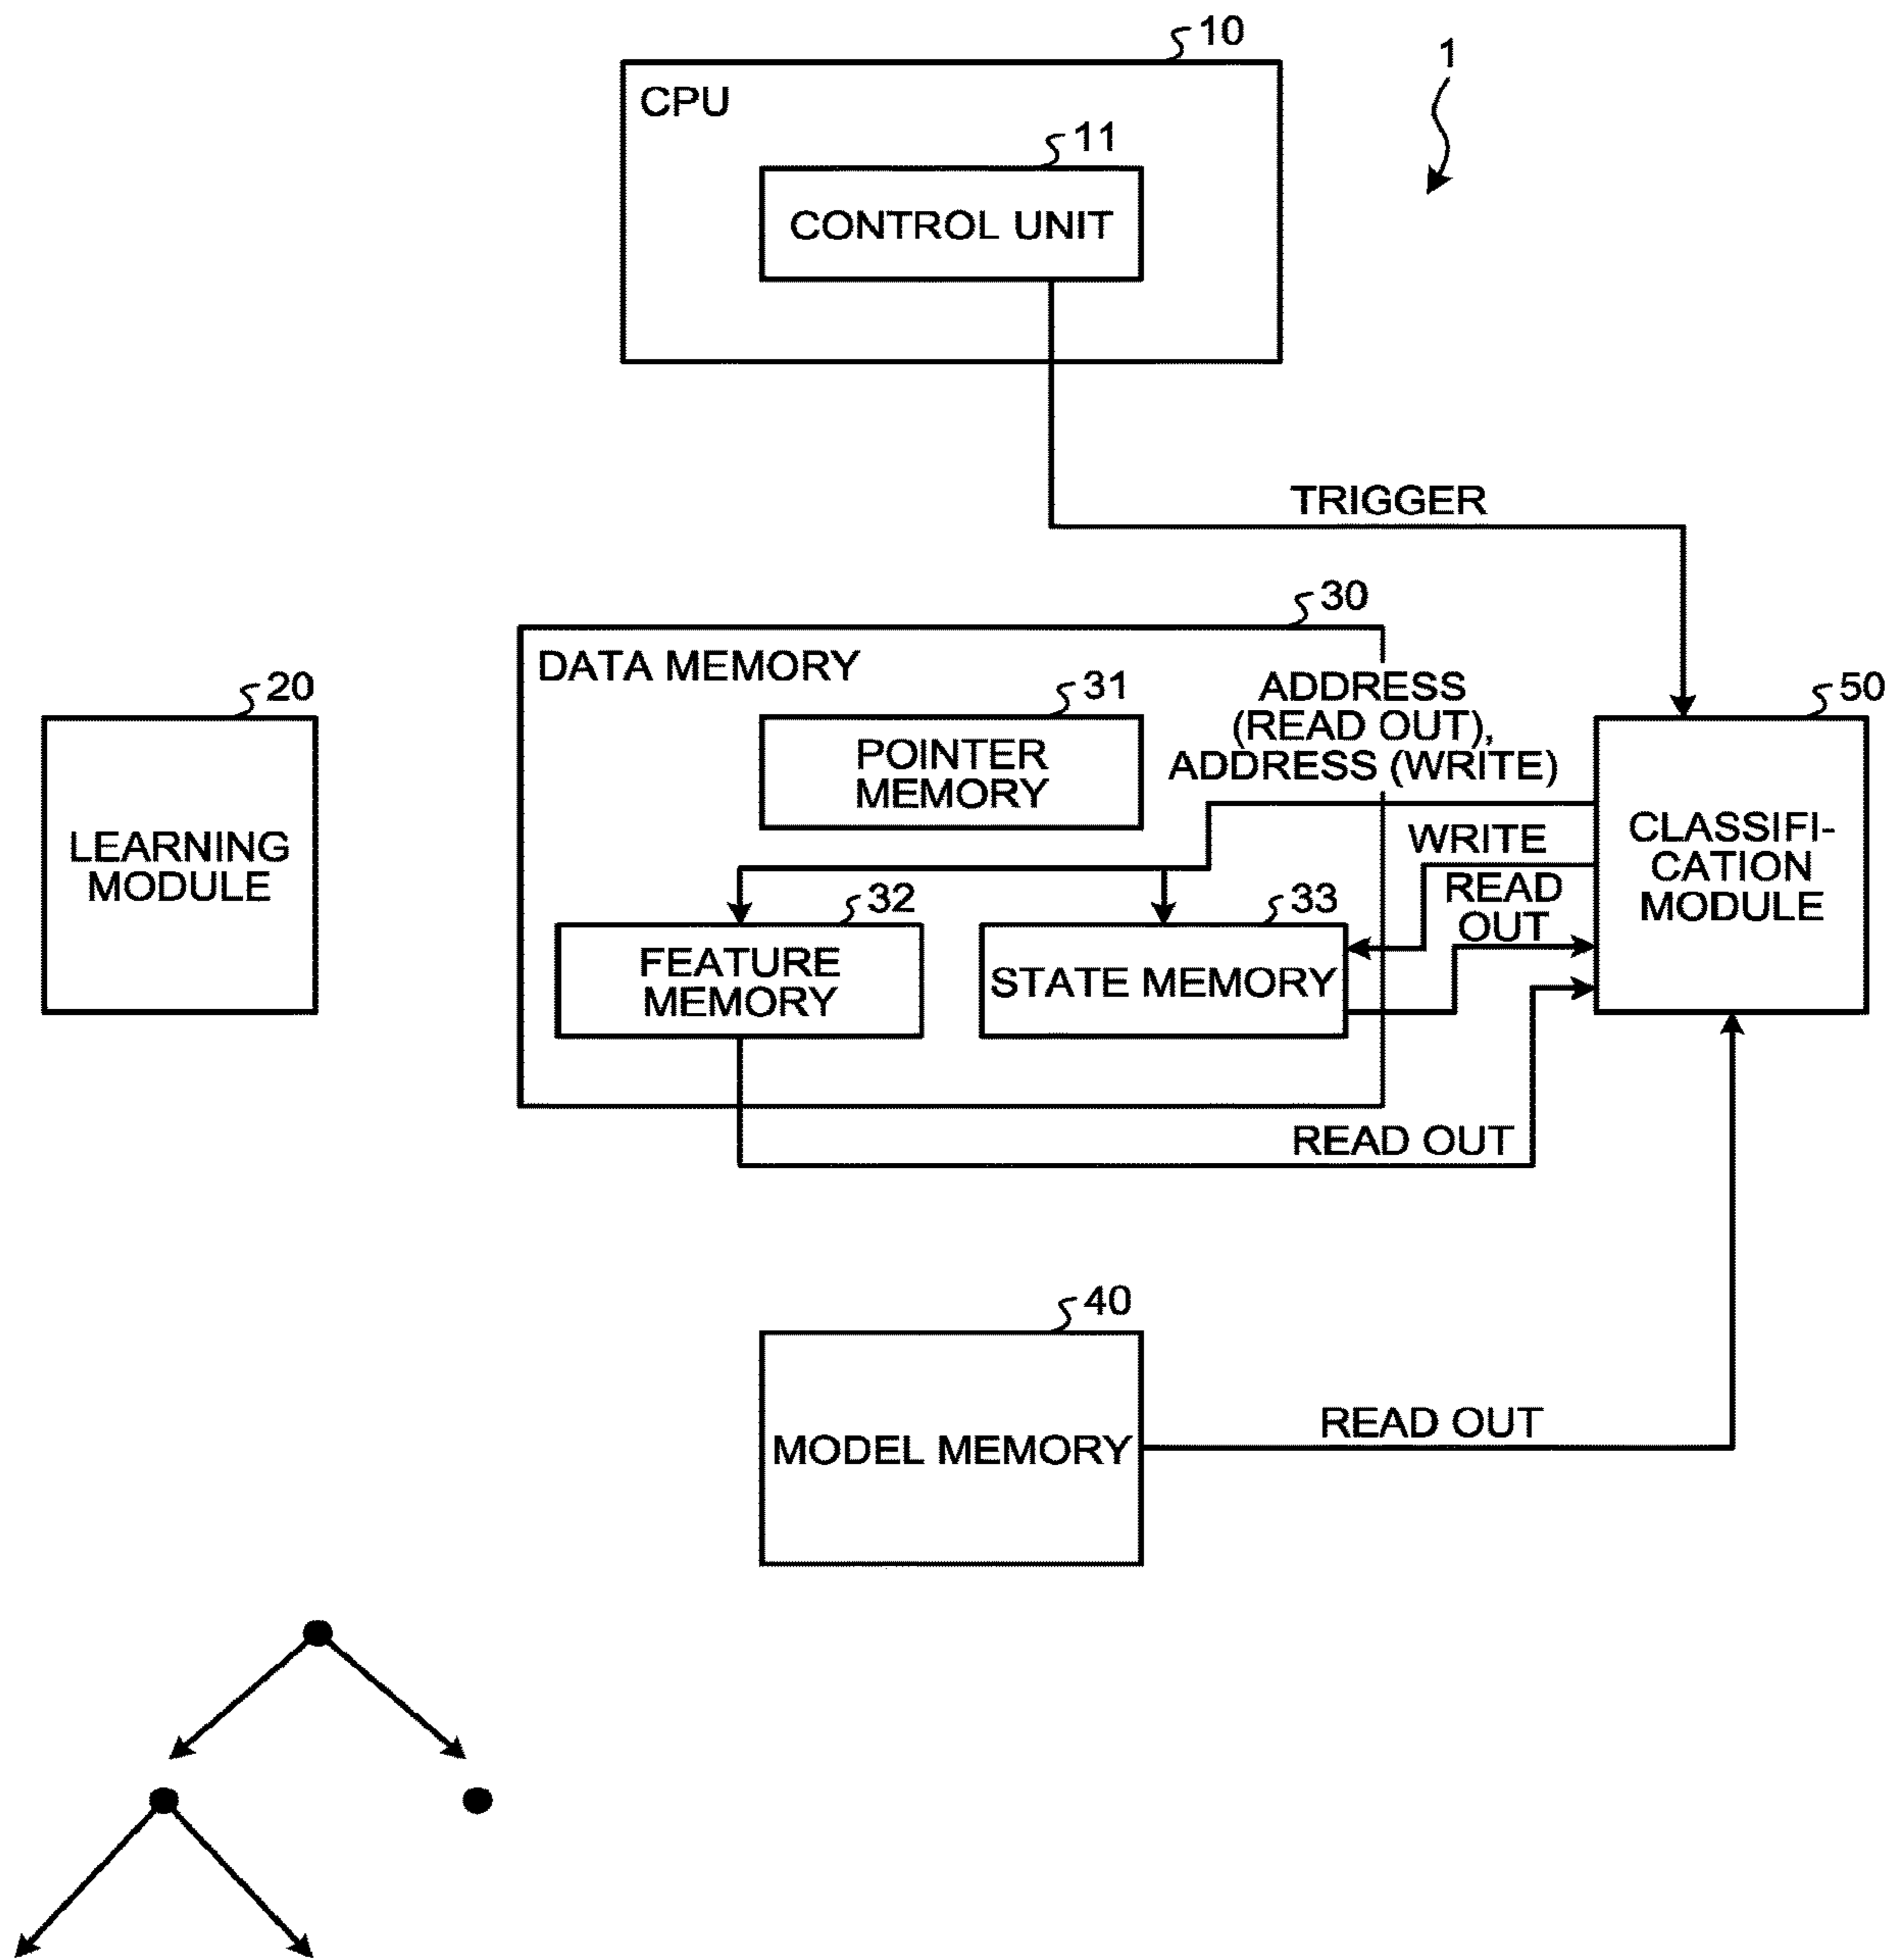 10
1
CPU
11
CONTROL UNIT
TRIGGER
30
DATA MEMORY
20
31
ADDRESS
(READ OUT),
ADDRESS (WRITE)
50
POINTER
MEMORY
LEARNING
MODULE
WRITE
READ
OUT
CLASSIFI-
CATION
MODULE
32
33
FEATURE
MEMORY
STATE MEMORY
READ OUT
40
MODEL MEMORY
READ OUT